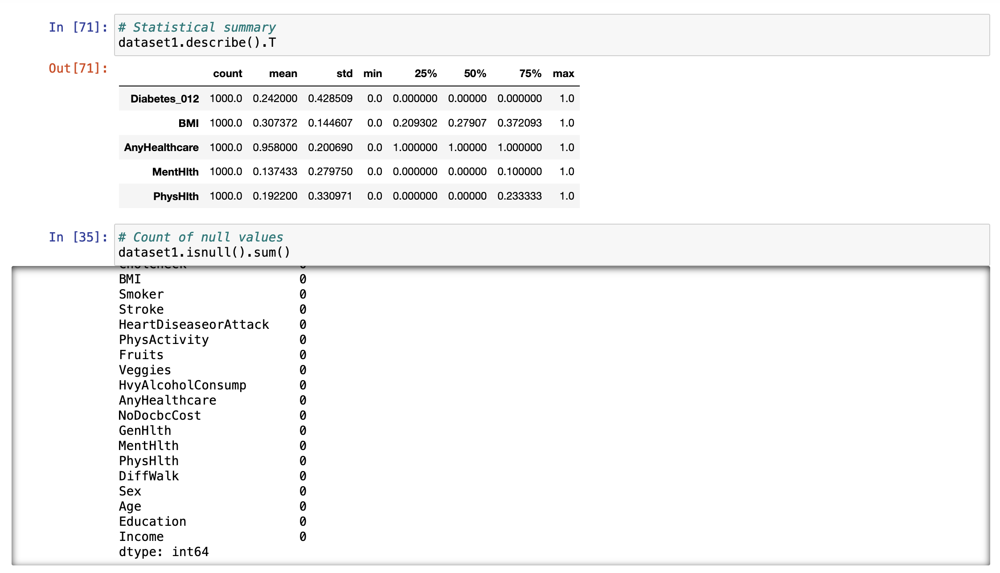 In [71]:
# Statistical summary
dataset1.describe().T
Out[71]:
count mean std min 25% 50% 75% max
Diabetes_012 1000.0 0.242000 0.428509 0.0 0.000000 0.00000 0.000000 1.0
BMI 1000.0 0.307372 0.144607 0.0 0.209302 0.27907 0.372093 1.0
AnyHealthcare 1000.0 0.958000 0.200690 0.0 1.000000 1.00000 1.000000 1.0
MentHlth 1000.0 0.137433 0.279750 0.0 0.000000 0.00000 0.100000 1.0
PhysHlth 1000.0 0.192200 0.330971 0.0 0.000000 0.00000 0.233333 1.0
In [35]:
# Count of null values
dataset1.isnull().sum()
CholCheck 0
BMI 0
Smoker 0
Stroke 0
HeartDiseaseorAttack 0
PhysActivity 0
Fruits 0
Veggies 0
HvyAlcoholConsump 0
AnyHealthcare 0
NoDocbcCost 0
GenHlth 0
MentHlth 0
PhysHlth 0
DiffWalk 0
Sex 0
Age 0
Education 0
Income 0
dtype: int64